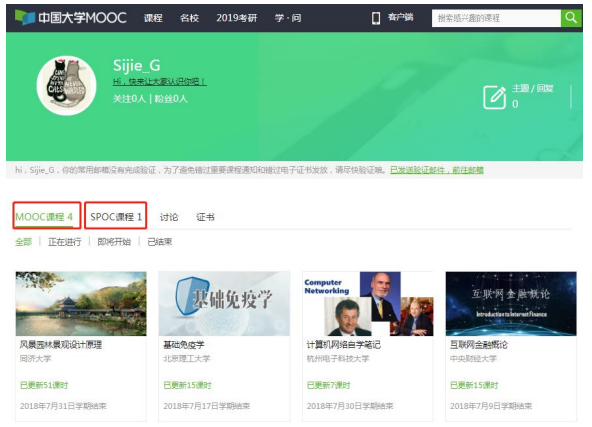 中国大学MOOC 课程 名校 2019考研 学·问 客户端 搜索感兴趣的课程
Sijie_G
Hi，快来让大家认识你吧！
关注0人 | 粉丝0人
主题 / 回复
0
hi，Sijie_G，你的常用邮箱没有完成验证，为了避免错过重要课程通知和错过电子证书发放，请尽快验证哦。已发送验证邮件，前往邮箱
MOOC课程 4 SPOC课程 1 讨论 证书
全部 | 正在进行 | 即将开始 | 已结束
基础免疫学
Computer
Networking
互联网金融概论
Introduction to Internet Finance
风景园林景观设计原理 基础免疫学 计算机网络自学笔记 互联网金融概论
同济大学 北京理工大学 杭州电子科技大学 中央财经大学
已更新51课时 已更新15课时 已更新7课时 已更新15课时
2018年7月31日学期结束 2018年7月17日学期结束 2018年7月30日学期结束 2018年7月9日学期结束